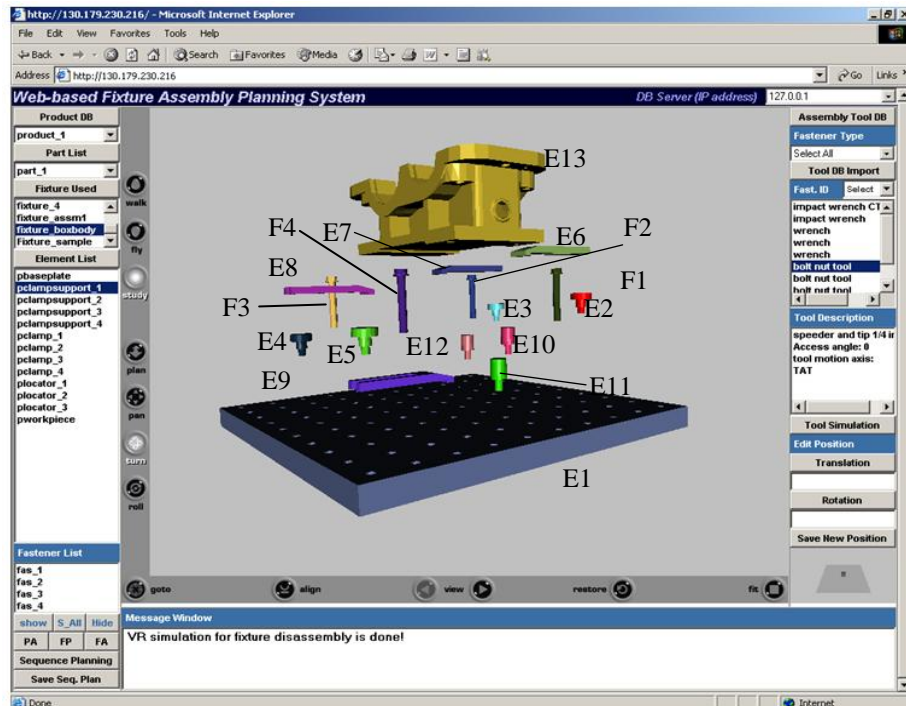 http://130.179.230.216/ - Microsoft Internet Explorer
File Edit View Favorites Tools Help
Back Search Favorites Media
Address http://130.179.230.216 Go Links
Web-based Fixture Assembly Planning System DB Server (IP address) 127.0.0.1
Product DB
product_1
Part List
part_1
Fixture Used
fixture_4
fixture_assm1
fixture_boxbody
Fixture_sample
Element List
pbaseplate
pclampsupport_1
pclampsupport_2
pclampsupport_3
pclampsupport_4
pclamp_1
pclamp_2
pclamp_3
pclamp_4
plocator_1
plocator_2
plocator_3
pworkpiece
Fastener List
fas_1
fas_2
fas_3
fas_4
show S_All Hide
PA FP FA
Sequence Planning
Save Seq. Plan
walk
fly
study
plan
pan
turn
roll
E13
F4 E7 E6 F2
E8 F1
F3 E3 E2
E4 E5 E12 E10
E9 E11
E1
goto align view restore fit
Message Window
VR simulation for fixture disassembly is done!
Assembly Tool DB
Fastener Type
Select All
Tool DB Import
Fast. ID Select
impact wrench CT
impact wrench
wrench
wrench
bolt nut tool
bolt nut tool
bolt nut tool
Tool Description
speeder and tip 1/4 in
Access angle: 0
tool motion axis:
TAT
Tool Simulation
Edit Position
Translation
Rotation
Save New Position
Done Internet